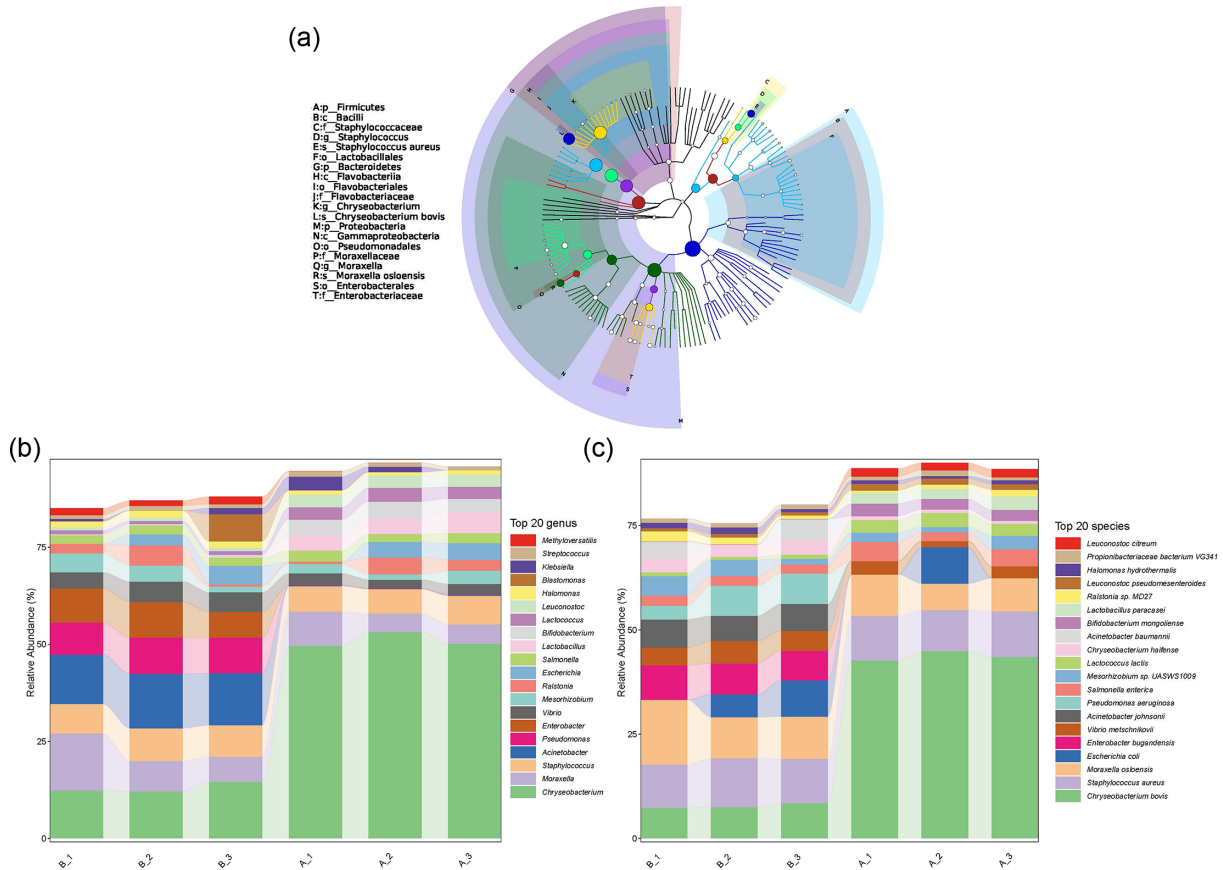 (a)
A:p__Firmicutes
B:c__Bacilli
C:f__Staphylococcaceae
D:g__Staphylococcus
E:s__Staphylococcus aureus
F:o__Lactobacillales
G:p__Bacteroidetes
H:c__Flavobacteriia
I:o__Flavobacteriales
J:f__Flavobacteriaceae
K:g__Chryseobacterium
L:s__Chryseobacterium bovis
M:p__Proteobacteria
N:c__Gammaproteobacteria
O:o__Pseudomonadales
P:f__Moraxellaceae
Q:g__Moraxella
R:s__Moraxella osloensis
S:o__Enterobacterales
T:f__Enterobacteriaceae
G
H
K
C
D
E
A
N
T
S
M
(b)
Relative Abundance (%)
75
50
25
0
B_1
B_2
B_3
A_1
A_2
A_3
Top 20 genus
Methyloversatilis
Streptococcus
Klebsiella
Blastomonas
Halomonas
Leuconostoc
Lactococcus
Bifidobacterium
Lactobacillus
Salmonella
Escherichia
Ralstonia
Mesorhizobium
Vibrio
Enterobacter
Pseudomonas
Acinetobacter
Staphylococcus
Moraxella
Chryseobacterium
(c)
Relative Abundance (%)
75
50
25
0
B_1
B_2
B_3
A_1
A_2
A_3
Top 20 species
Leuconostoc citreum
Propionibacteriaceae bacterium VG341
Halomonas hydrothermalis
Leuconostoc pseudomesenteroides
Ralstonia sp. MD27
Lactobacillus paracasei
Bifidobacterium mongoliense
Acinetobacter baumannii
Chryseobacterium haifense
Lactococcus lactis
Mesorhizobium sp. UASWS1009
Salmonella enterica
Pseudomonas aeruginosa
Acinetobacter johnsonii
Vibrio metschnikovii
Enterobacter bugandensis
Escherichia coli
Moraxella osloensis
Staphylococcus aureus
Chryseobacterium bovis